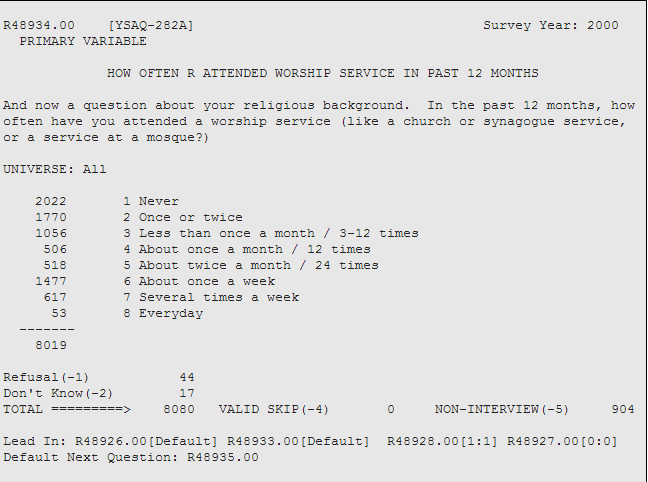 R48934.00    [YSAQ-282A]                                    Survey Year: 2000
  PRIMARY VARIABLE
             HOW OFTEN R ATTENDED WORSHIP SERVICE IN PAST 12 MONTHS
And now a question about your religious background.  In the past 12 months, how
often have you attended a worship service (like a church or synagogue service,
or a service at a mosque?)
UNIVERSE: All
    2022       1 Never
    1770       2 Once or twice
    1056       3 Less than once a month / 3-12 times
     506       4 About once a month / 12 times
     518       5 About twice a month / 24 times
    1477       6 About once a week
     617       7 Several times a week
      53       8 Everyday
  -------
    8019
Refusal(-1)           44
Don't Know(-2)        17
TOTAL =========>    8080   VALID SKIP(-4)       0     NON-INTERVIEW(-5)     904
Lead In: R48926.00[Default] R48933.00[Default]  R48928.00[1:1] R48927.00[0:0]
Default Next Question: R48935.00